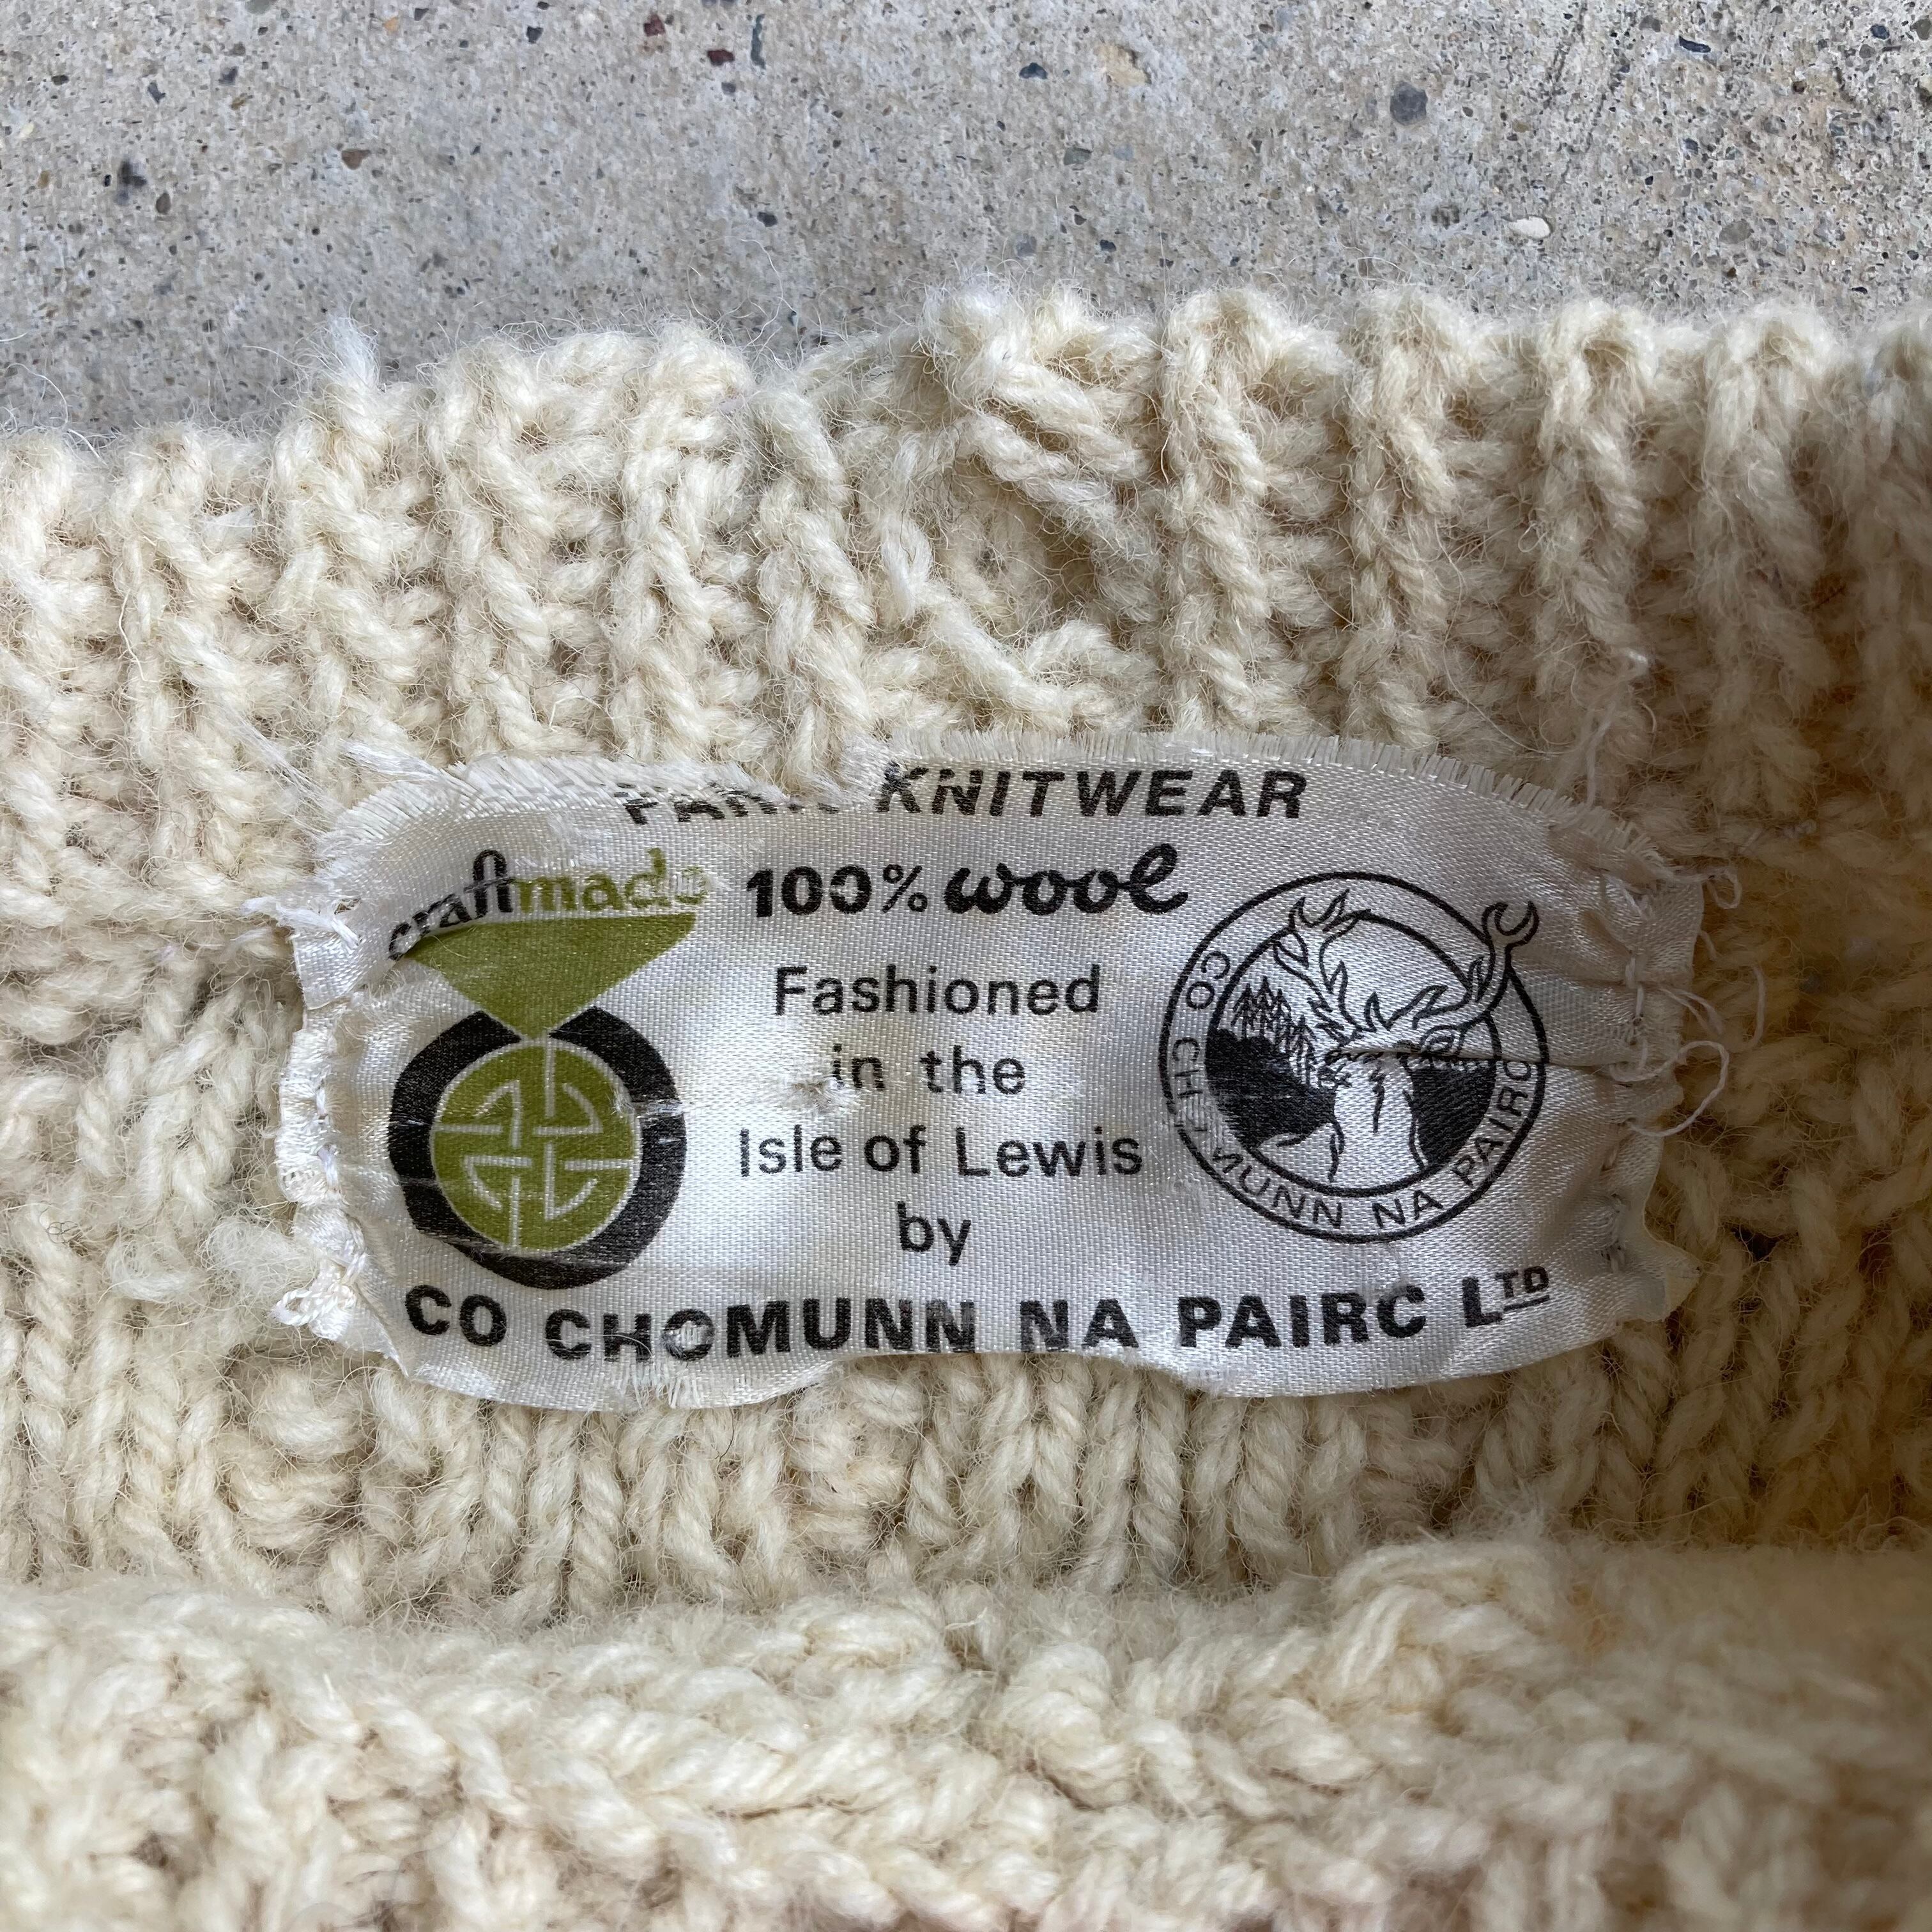 PARK KNITWEAR
craftmade
100% wool
Fashioned
in the
Isle of Lewis
by
CO CHOMUNN NA PAIRC LTD
CO CHOMUNN NA PAIRC